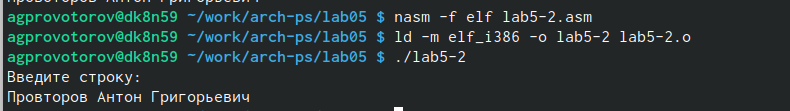 agprovotorov@dk8n59 ~/work/arch-ps/lab05 $ nasm -f elf lab5-2.asm
agprovotorov@dk8n59 ~/work/arch-ps/lab05 $ ld -m elf_i386 -o lab5-2 lab5-2.o
agprovotorov@dk8n59 ~/work/arch-ps/lab05 $ ./lab5-2
Введите строку:
Провторов Антон Григорьевич